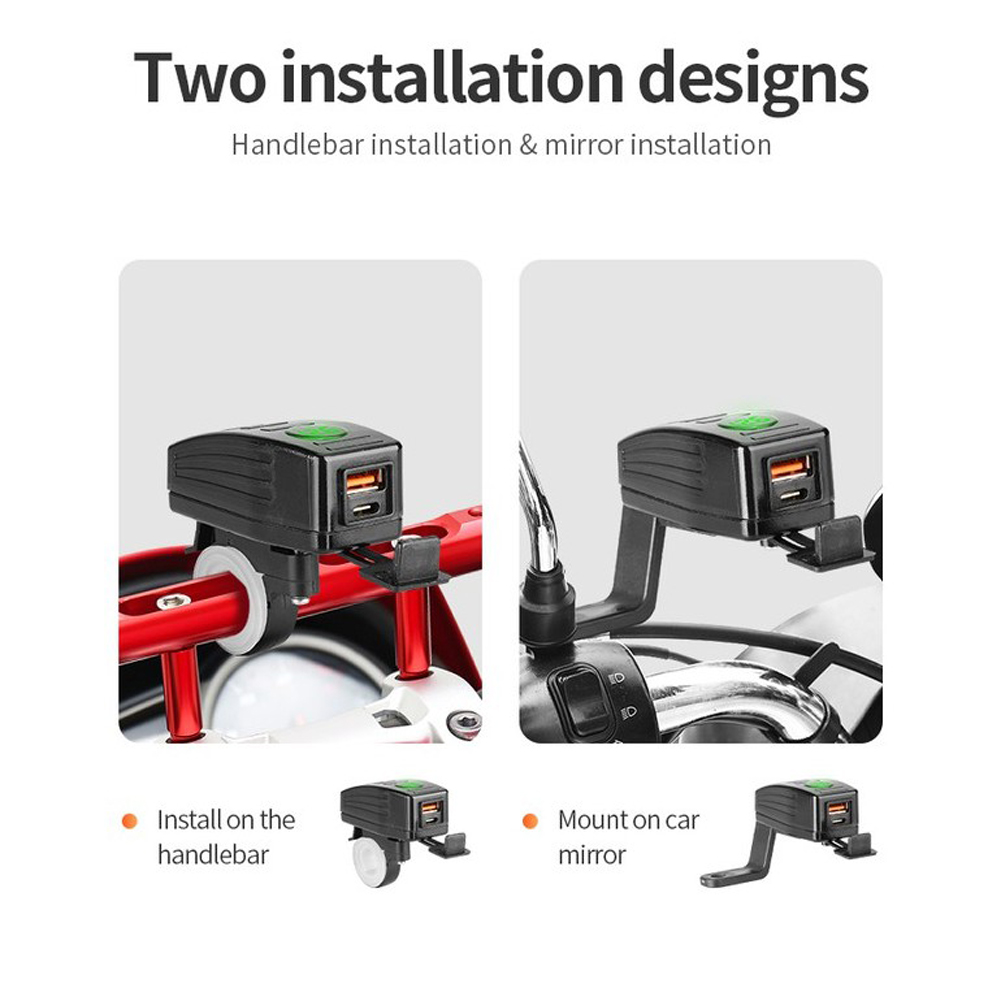 Two installation designs
Handlebar installation & mirror installation
Install on the
handlebar
Mount on car
mirror